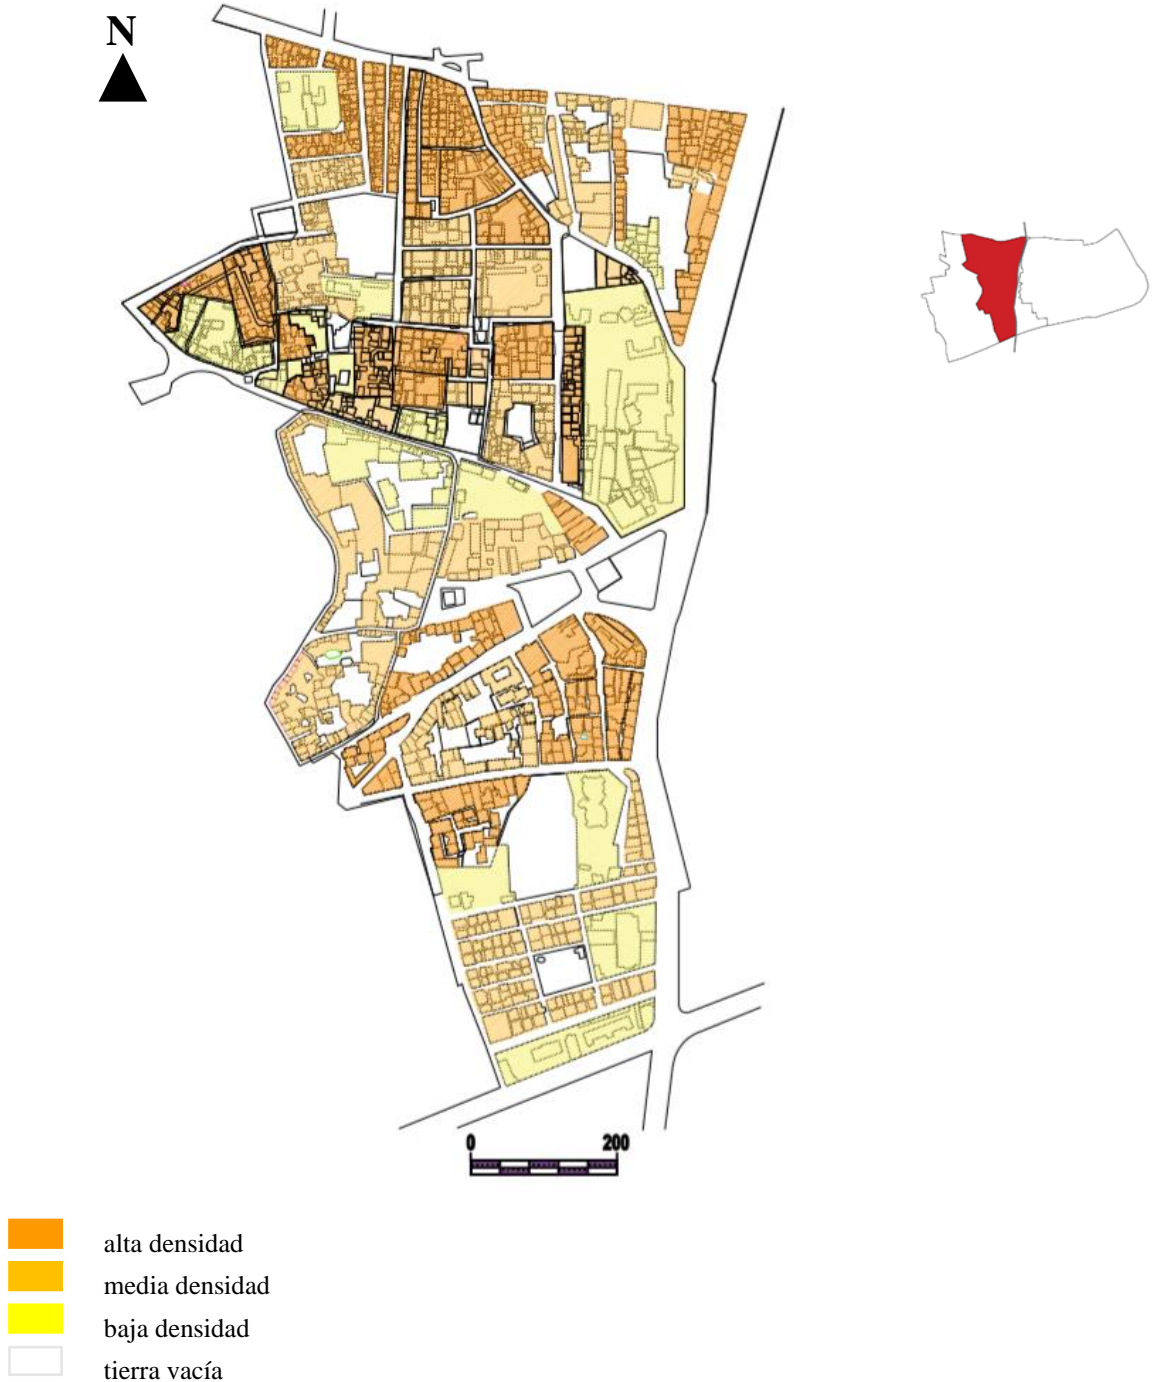 N
0 200
alta densidad
media densidad
baja densidad
tierra vacía